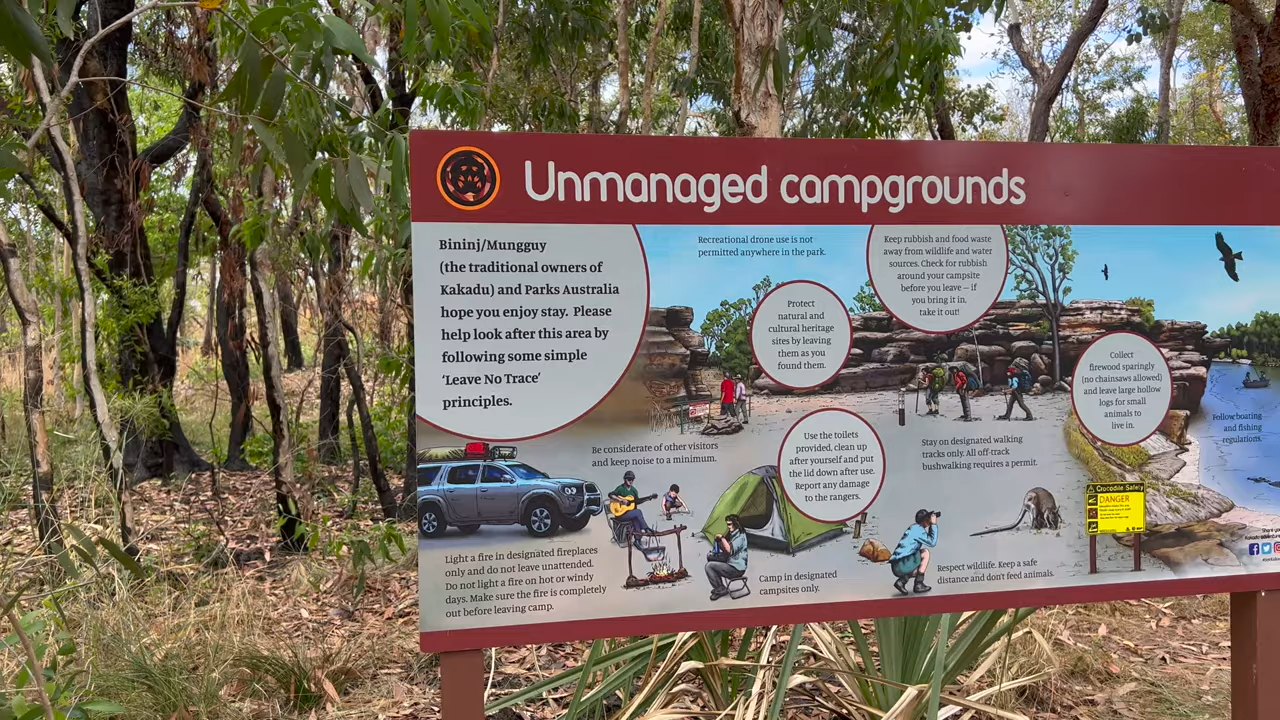 Unmanaged campgrounds
Bininj/Mungguy
(the traditional owners of
Kakadu) and Parks Australia
hope you enjoy stay. Please
help look after this area by
following some simple
‘Leave No Trace’
principles.
Recreational drone use is not
permitted anywhere in the park.
Keep rubbish and food waste
away from wildlife and water
sources. Check for rubbish
around your campsite
before you leave – if
you bring it in,
take it out!
Protect
natural and
cultural heritage
sites by leaving
them as you
found them.
Collect
firewood sparingly
(no chainsaws allowed)
and leave large hollow
logs for small
animals to
live in.
Follow boating
and fishing
regulations.
Be considerate of other visitors
and keep noise to a minimum.
Use the toilets
provided, clean up
after yourself and put
the lid down after use.
Report any damage
to the rangers.
Stay on designated walking
tracks only. All off-track
bushwalking requires a permit.
Crocodile Safety
DANGER
Light a fire in designated fireplaces
only and do not leave unattended.
Do not light a fire on hot or windy
days. Make sure the fire is completely
out before leaving camp.
Camp in designated
campsites only.
Respect wildlife. Keep a safe
distance and don't feed animals.